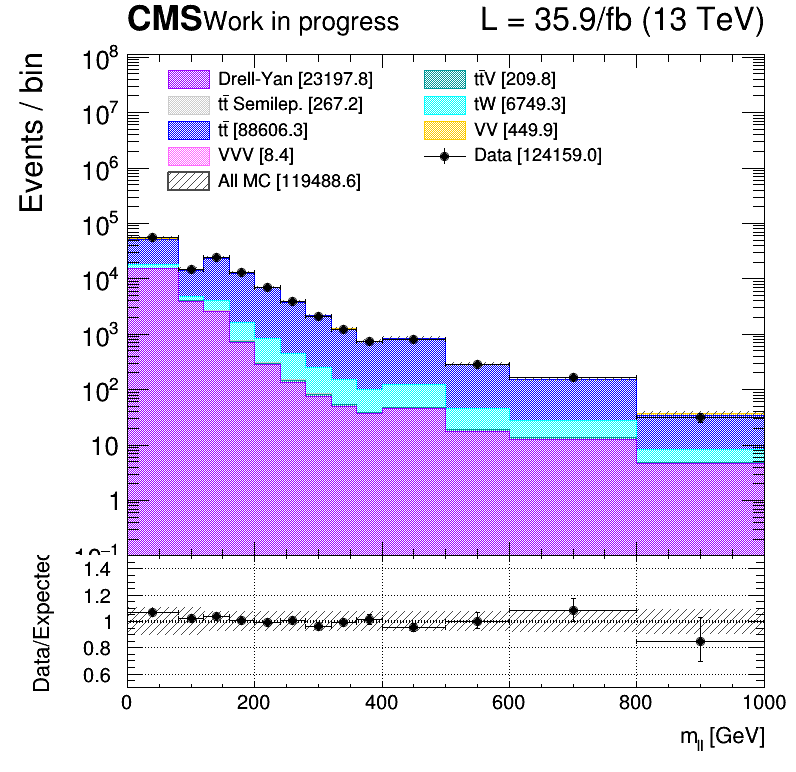 CMS Work in progress L = 35.9/fb (13 TeV)
Events / bin
10⁸
10⁷
10⁶
10⁵
10⁴
10³
10²
10
1
10⁻¹
Drell-Yan [23197.8]
tt̄ Semilep. [267.2]
tt̄ [88606.3]
VVV [8.4]
All MC [119488.6]
tt̄V [209.8]
tW [6749.3]
VV [449.9]
Data [124159.0]
Data/Expected
1.4
1.2
1
0.8
0.6
0 200 400 600 800 1000
m_ll [GeV]